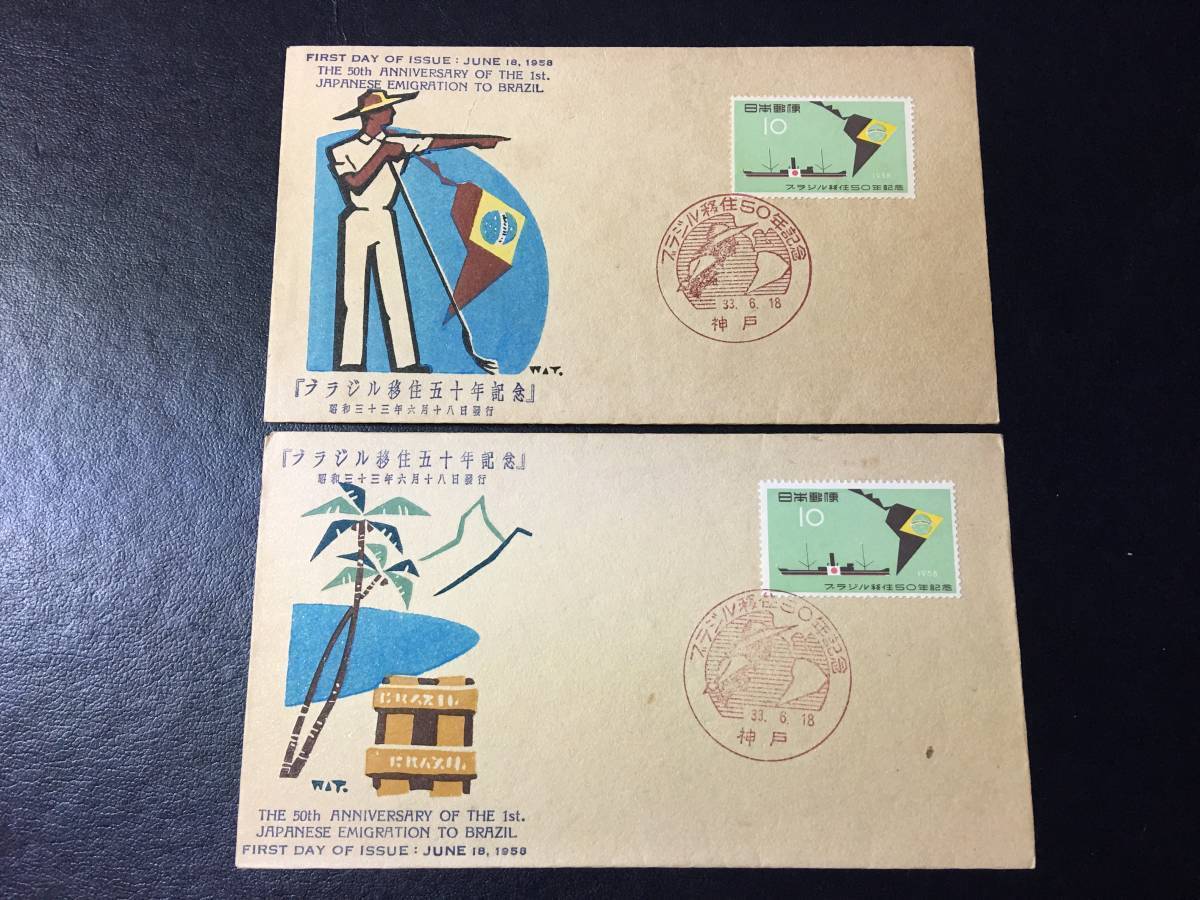 FIRST DAY OF ISSUE : JUNE 18, 1958
THE 50th ANNIVERSARY OF THE 1st.
JAPANESE EMIGRATION TO BRAZIL
日本郵便
10
1958
ブラジル移住50年記念
ブラジル移住50年記念
33. 6. 18
神戸
WAT.
『ブラジル移住五十年記念』
昭和三十三年六月十八日發行
『ブラジル移住五十年記念』
昭和三十三年六月十八日發行
日本郵便
10
1958
ブラジル移住50年記念
ブラジル移住50年記念
33. 6. 18
神戸
WAT.
THE 50th ANNIVERSARY OF THE 1st.
JAPANESE EMIGRATION TO BRAZIL
FIRST DAY OF ISSUE : JUNE 18, 1958